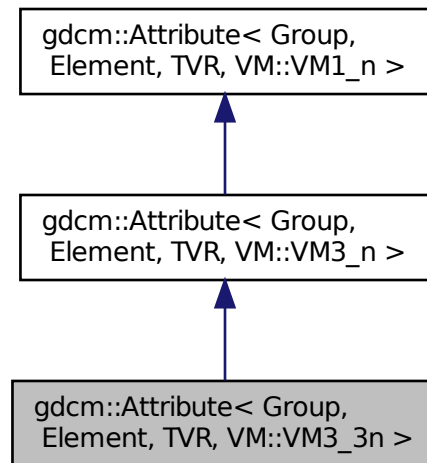 gdcm::Attribute< Group,
Element, TVR, VM::VM1_n >
gdcm::Attribute< Group,
Element, TVR, VM::VM3_n >
gdcm::Attribute< Group,
Element, TVR, VM::VM3_3n >